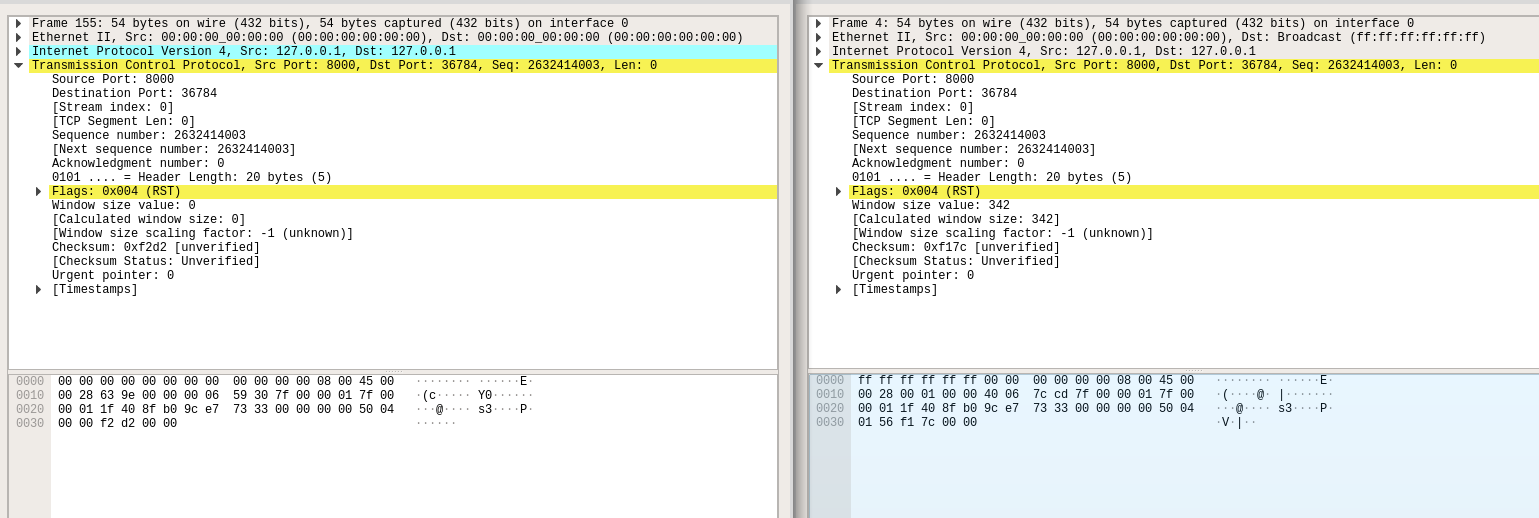 Frame 155: 54 bytes on wire (432 bits), 54 bytes captured (432 bits) on interface 0
Ethernet II, Src: 00:00:00_00:00:00 (00:00:00:00:00:00), Dst: 00:00:00_00:00:00 (00:00:00:00:00:00)
Internet Protocol Version 4, Src: 127.0.0.1, Dst: 127.0.0.1
Transmission Control Protocol, Src Port: 8000, Dst Port: 36784, Seq: 2632414003, Len: 0
Source Port: 8000
Destination Port: 36784
[Stream index: 0]
[TCP Segment Len: 0]
Sequence number: 2632414003
[Next sequence number: 2632414003]
Acknowledgment number: 0
0101 .... = Header Length: 20 bytes (5)
Flags: 0x004 (RST)
Window size value: 0
[Calculated window size: 0]
[Window size scaling factor: -1 (unknown)]
Checksum: 0xf2d2 [unverified]
[Checksum Status: Unverified]
Urgent pointer: 0
[Timestamps]
0000 00 00 00 00 00 00 00 00 00 00 00 00 08 00 45 00 ········ ······E·
0010 00 28 63 9e 00 00 00 06 59 30 7f 00 00 01 7f 00 ·(c····· Y0······
0020 00 01 1f 40 8f b0 9c e7 73 33 00 00 00 00 50 04 ···@···· s3····P·
0030 00 00 f2 d2 00 00 ······
Frame 4: 54 bytes on wire (432 bits), 54 bytes captured (432 bits) on interface 0
Ethernet II, Src: 00:00:00_00:00:00 (00:00:00:00:00:00), Dst: Broadcast (ff:ff:ff:ff:ff:ff)
Internet Protocol Version 4, Src: 127.0.0.1, Dst: 127.0.0.1
Transmission Control Protocol, Src Port: 8000, Dst Port: 36784, Seq: 2632414003, Len: 0
Source Port: 8000
Destination Port: 36784
[Stream index: 0]
[TCP Segment Len: 0]
Sequence number: 2632414003
[Next sequence number: 2632414003]
Acknowledgment number: 0
0101 .... = Header Length: 20 bytes (5)
Flags: 0x004 (RST)
Window size value: 342
[Calculated window size: 342]
[Window size scaling factor: -1 (unknown)]
Checksum: 0xf17c [unverified]
[Checksum Status: Unverified]
Urgent pointer: 0
[Timestamps]
0000 ff ff ff ff ff ff 00 00 00 00 00 00 08 00 45 00 ········ ······E·
0010 00 28 00 01 00 00 40 06 7c cd 7f 00 00 01 7f 00 ·(····@· |·······
0020 00 01 1f 40 8f b0 9c e7 73 33 00 00 00 00 50 04 ···@···· s3····P·
0030 01 56 f1 7c 00 00 ·V·|··